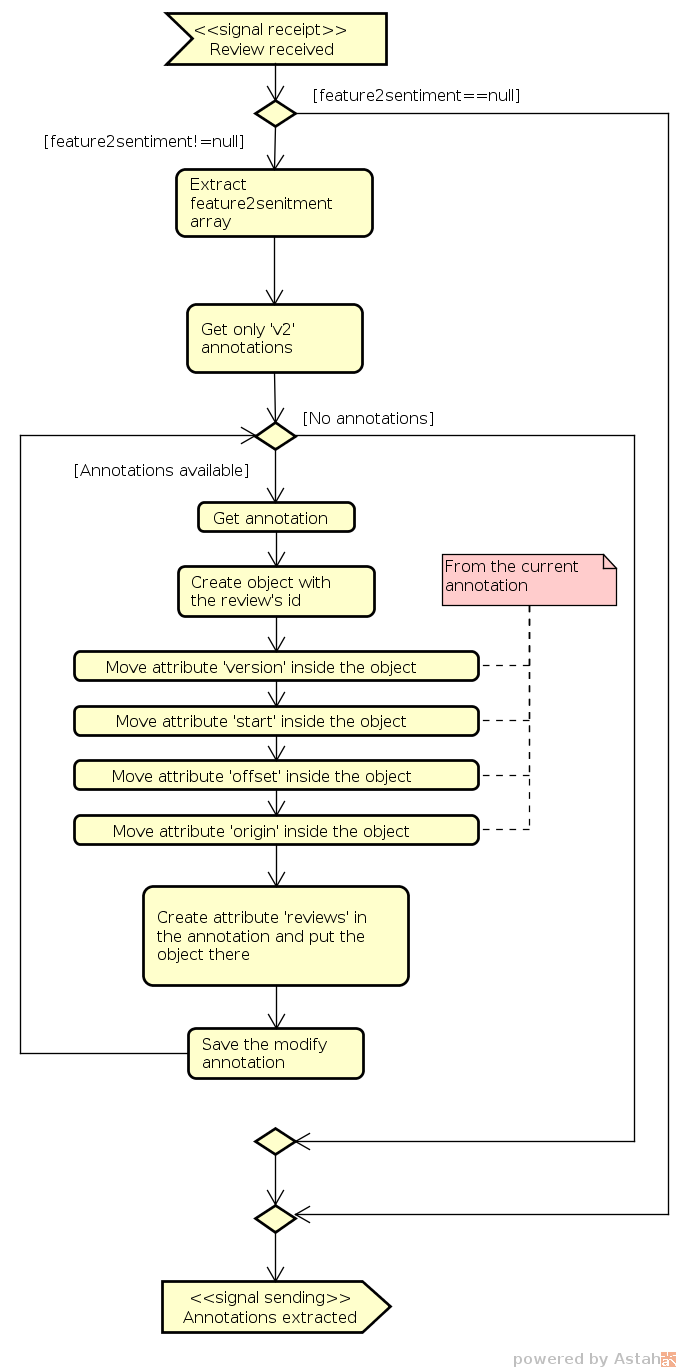 <<signal receipt>>
Review received
[feature2sentiment==null]
[feature2sentiment!=null]
Extract
feature2senitment
array
Get only 'v2'
annotations
[No annotations]
[Annotations available]
Get annotation
Create object with
the review's id
From the current
annotation
Move attribute 'version' inside the object
Move attribute 'start' inside the object
Move attribute 'offset' inside the object
Move attribute 'origin' inside the object
Create attribute 'reviews' in
the annotation and put the
object there
Save the modify
annotation
<<signal sending>>
Annotations extracted
powered by Astah